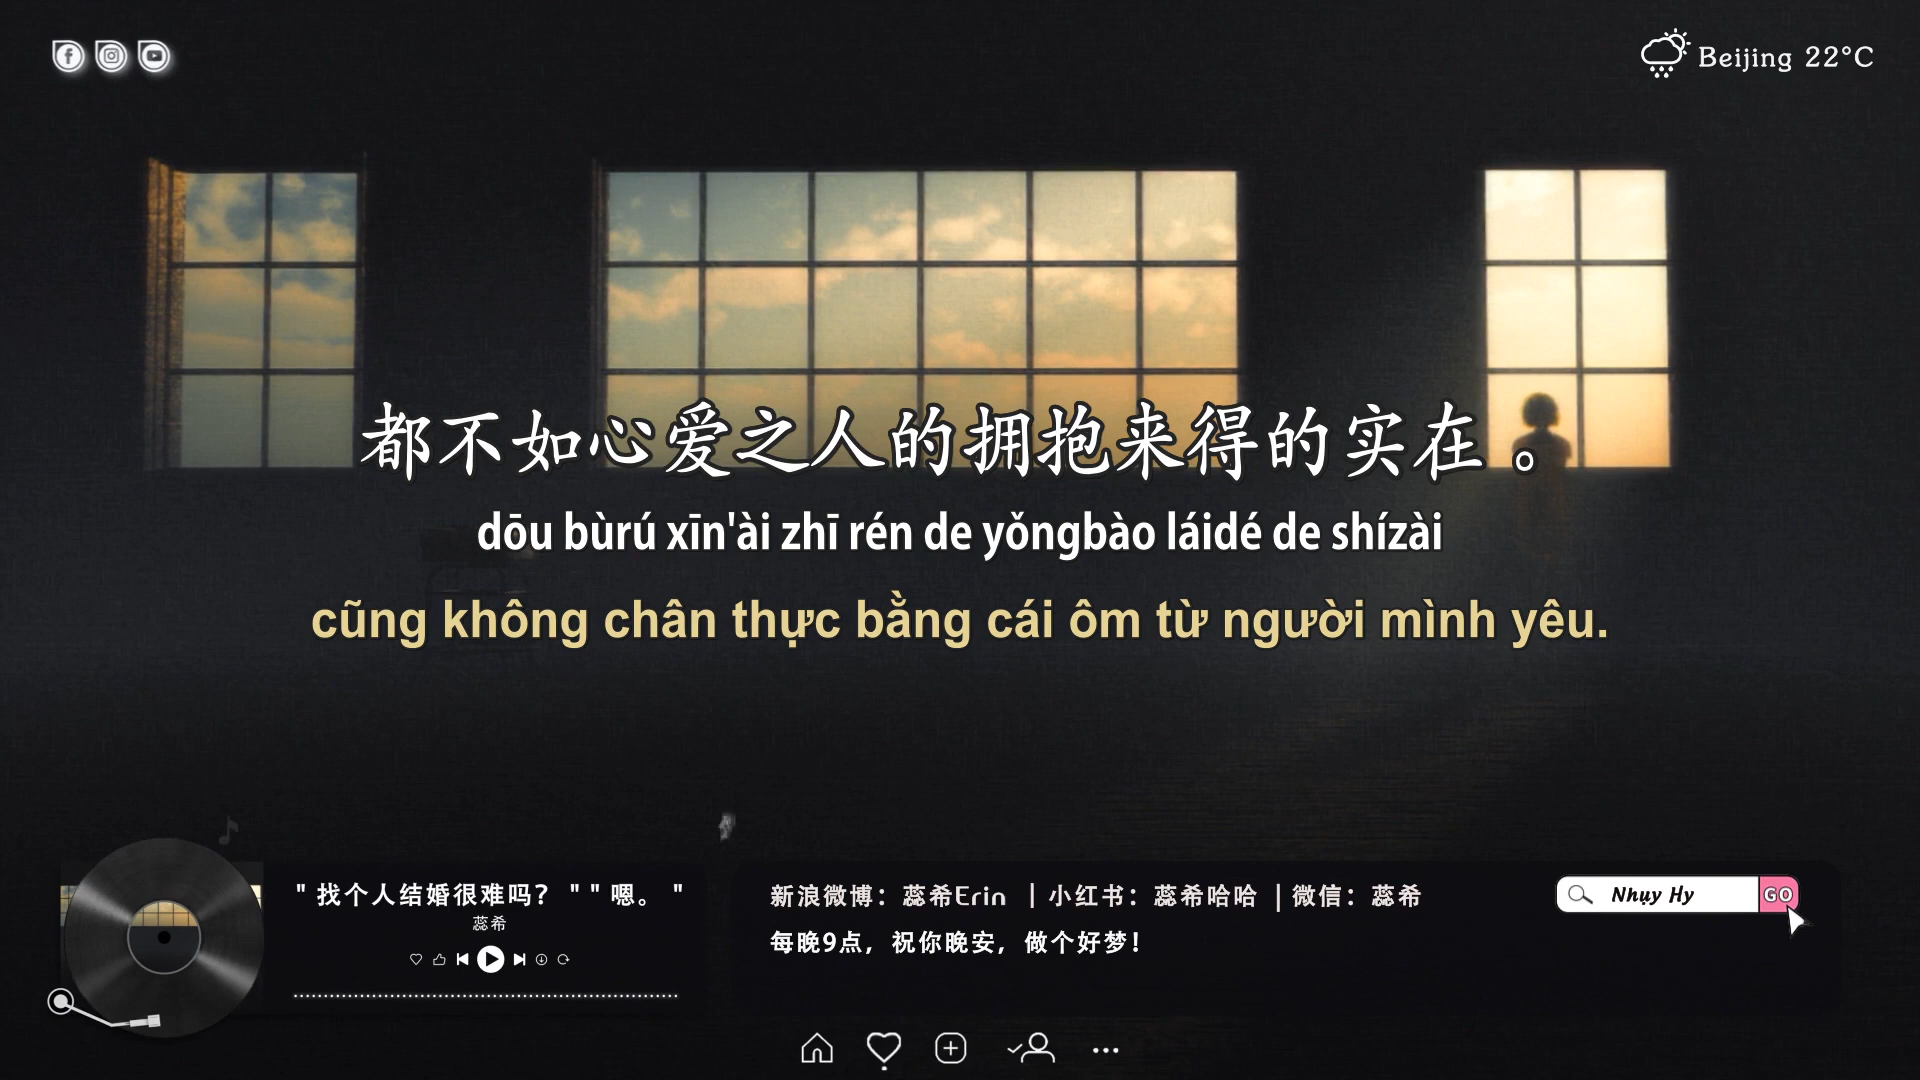 Beijing 22°C
都不如心爱之人的拥抱来得的实在。
dōu bùrú xīn'ài zhī rén de yǒngbào láidé de shízài
cũng không chân thực bằng cái ôm từ người mình yêu.
"找个人结婚很难吗？" "嗯。"
蕊希
新浪微博：蕊希Erin | 小红书：蕊希哈哈 | 微信：蕊希
每晚9点，祝你晚安，做个好梦！
Nhụy Hy GO